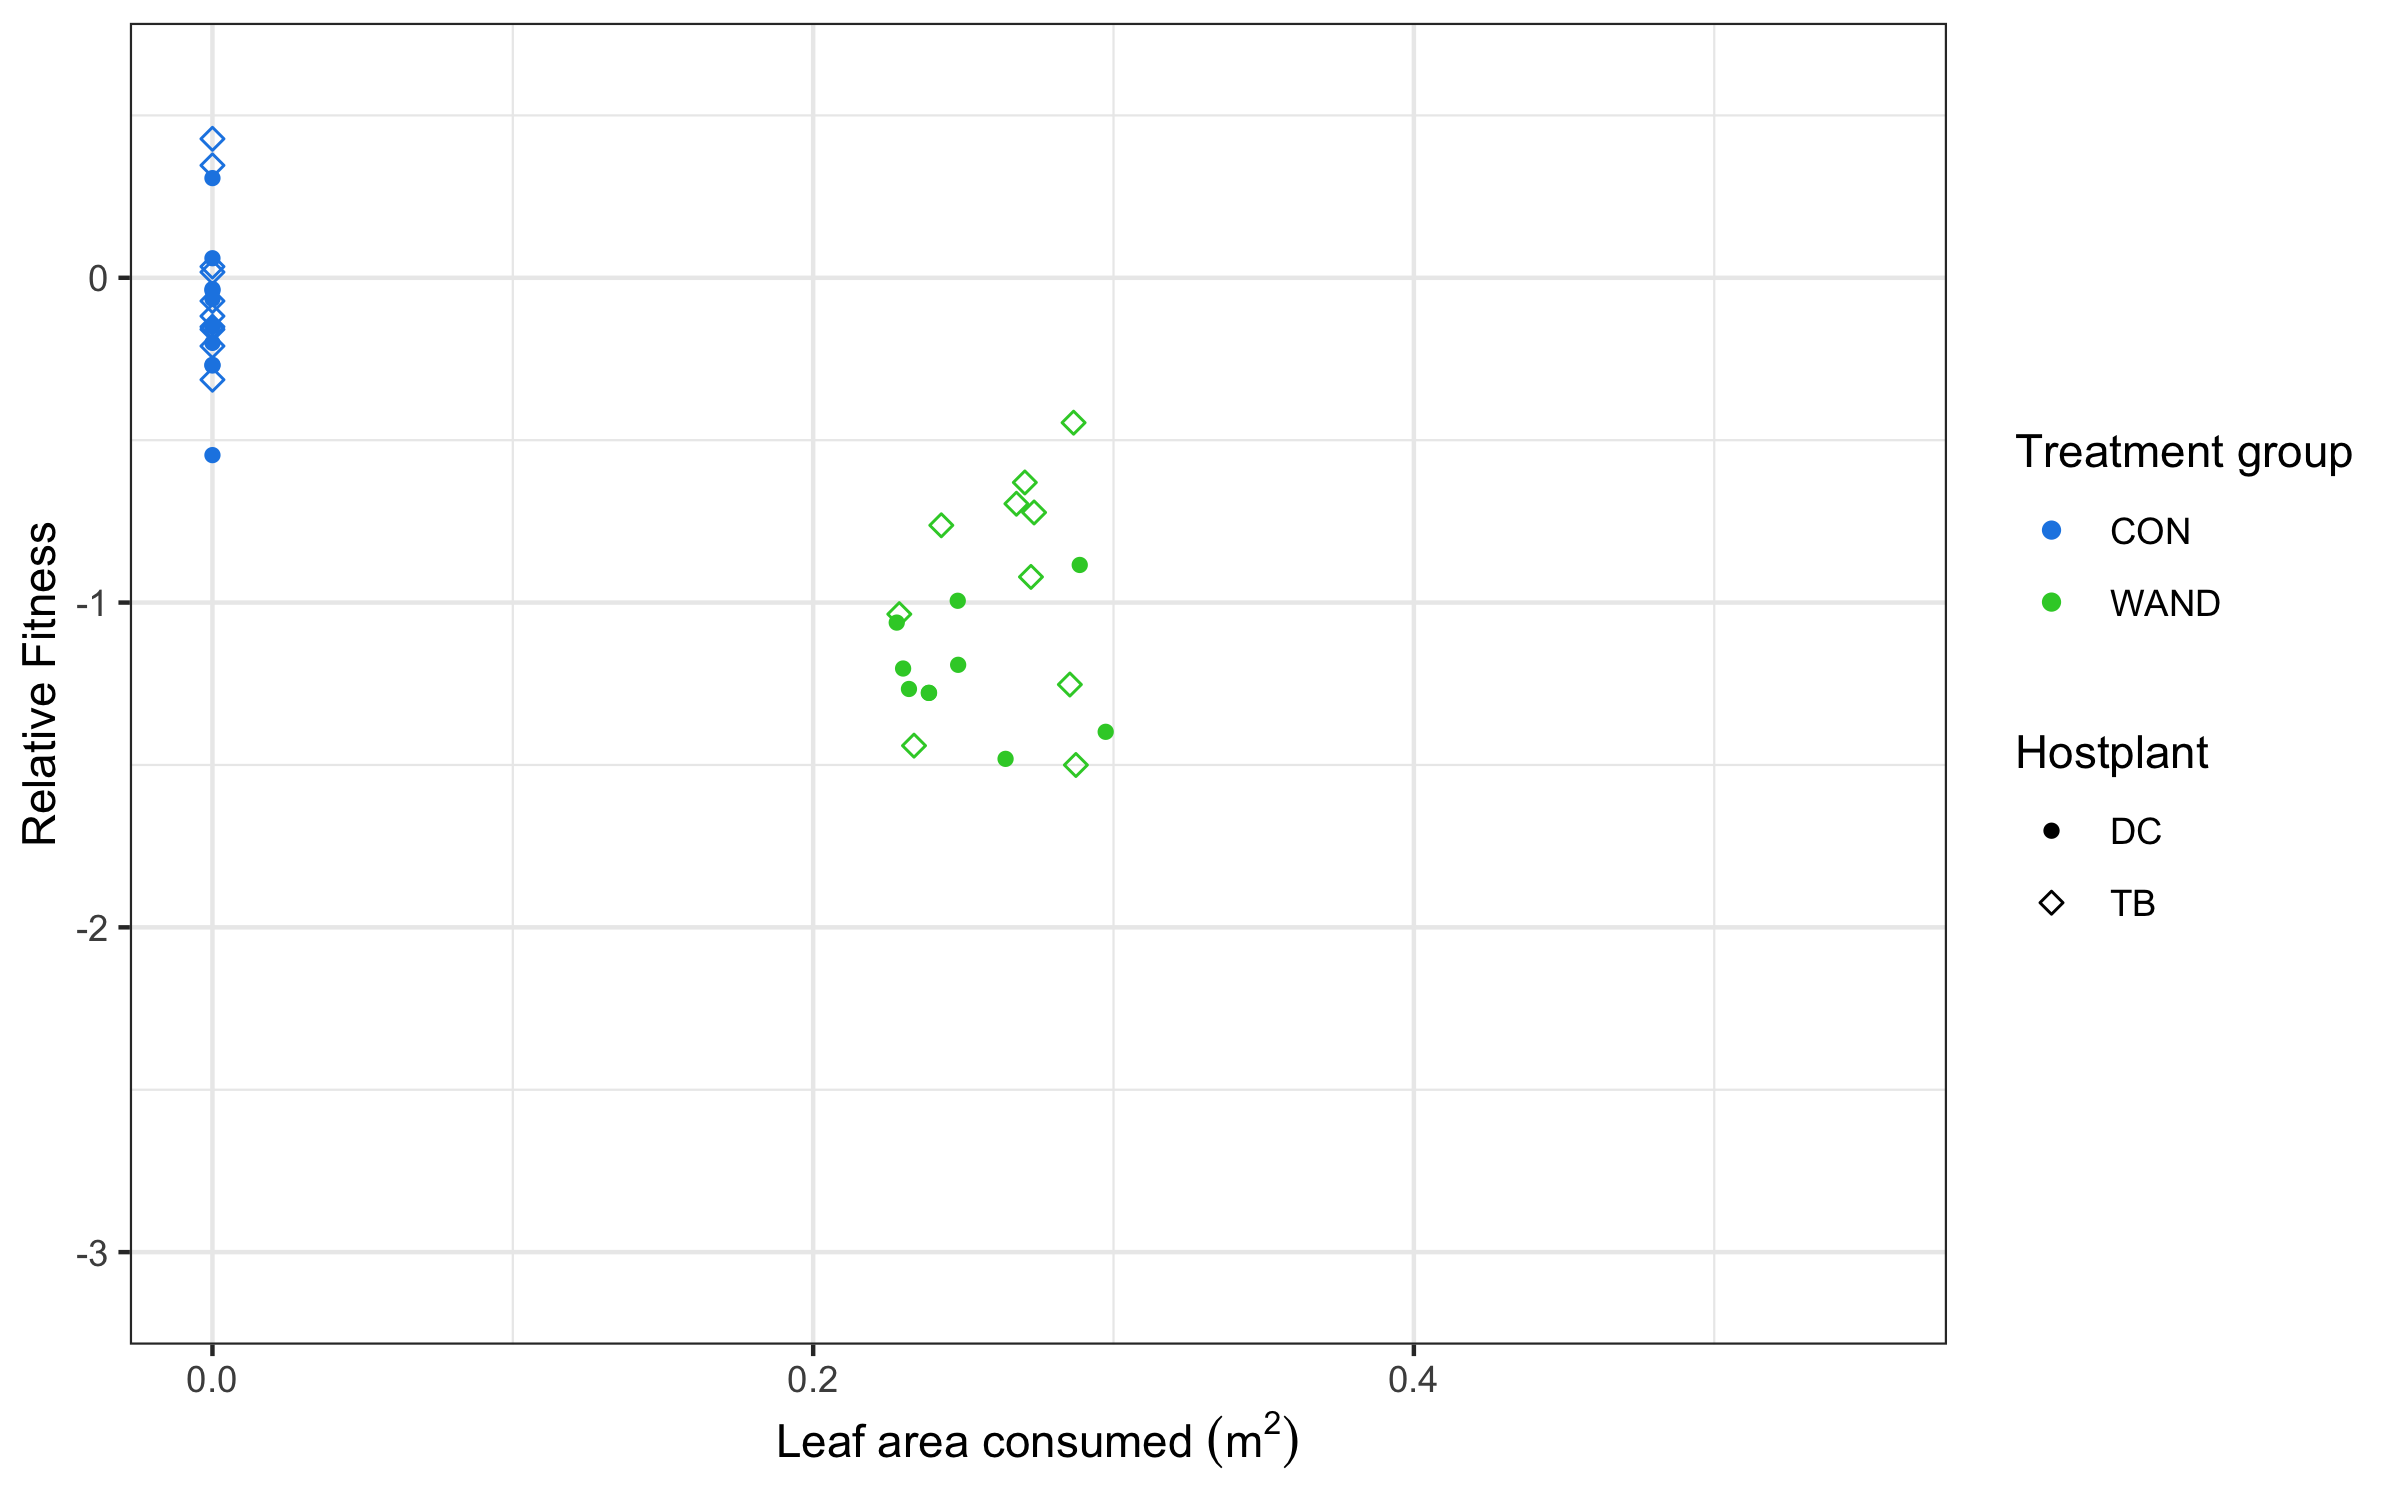 Relative Fitness
0
-1
-2
-3
0.0
0.2
0.4
Leaf area consumed (m²)
Treatment group
CON
WAND
Hostplant
DC
TB